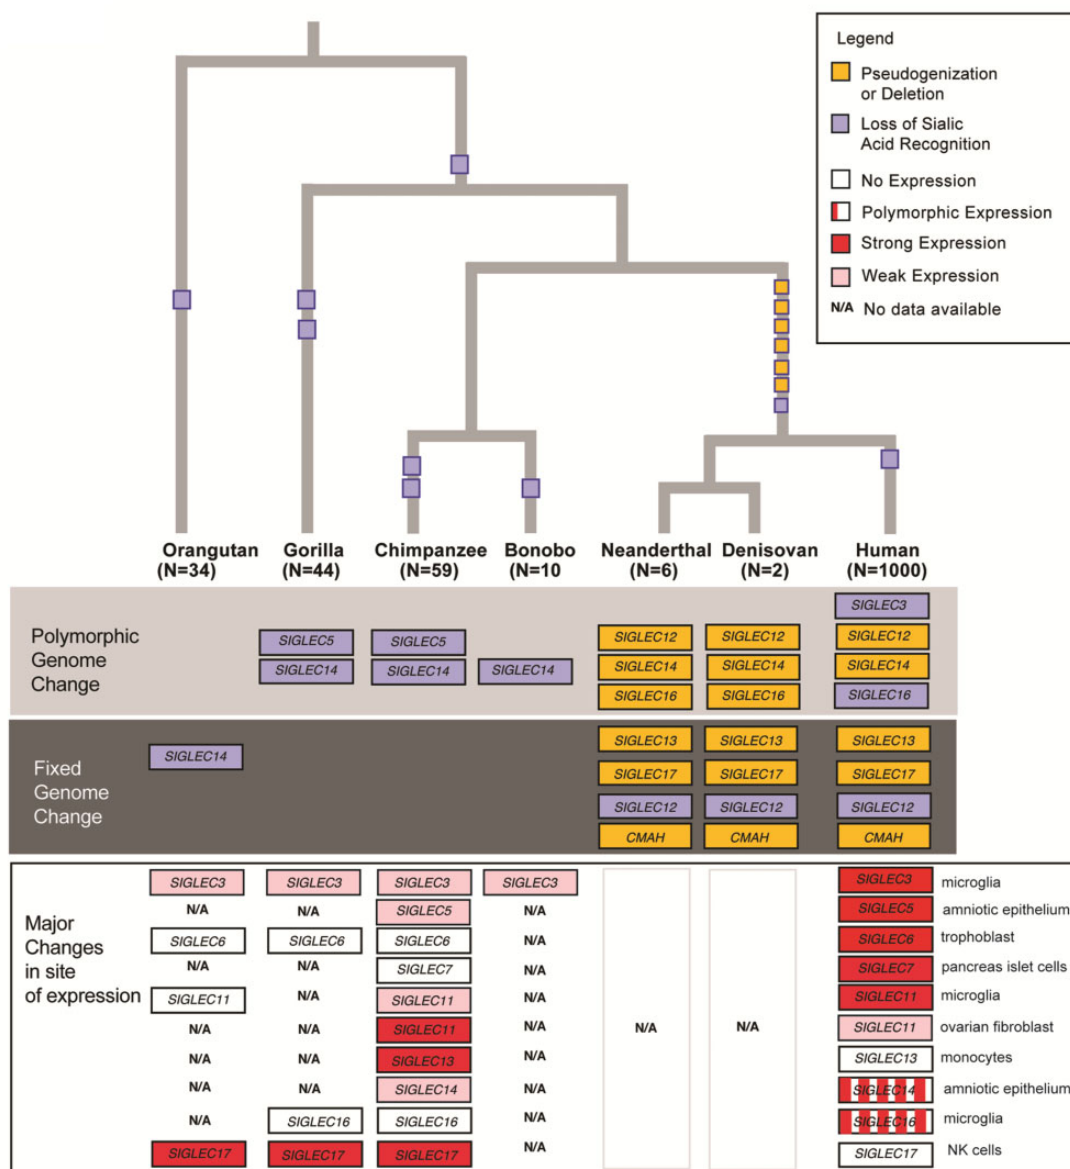 Legend
Pseudogenization
or Deletion
Loss of Sialic
Acid Recognition
No Expression
Polymorphic Expression
Strong Expression
Weak Expression
N/A No data available
Orangutan Gorilla Chimpanzee Bonobo Neanderthal Denisovan Human
(N=34) (N=44) (N=59) (N=10 (N=6) (N=2) (N=1000)
Polymorphic
Genome
Change
SIGLEC3
SIGLEC5 SIGLEC5 SIGLEC12 SIGLEC12 SIGLEC12
SIGLEC14 SIGLEC14 SIGLEC14 SIGLEC14 SIGLEC14 SIGLEC14
SIGLEC16 SIGLEC16 SIGLEC16
Fixed
Genome
Change
SIGLEC14 SIGLEC13 SIGLEC13 SIGLEC13
SIGLEC17 SIGLEC17 SIGLEC17
SIGLEC12 SIGLEC12 SIGLEC12
CMAH CMAH CMAH
Major
Changes
in site
of expression
SIGLEC3 SIGLEC3 SIGLEC3 SIGLEC3 SIGLEC3 microglia
N/A N/A SIGLEC5 N/A SIGLEC5 amniotic epithelium
SIGLEC6 SIGLEC6 SIGLEC6 N/A SIGLEC6 trophoblast
N/A N/A SIGLEC7 N/A SIGLEC7 pancreas islet cells
SIGLEC11 N/A SIGLEC11 N/A SIGLEC11 microglia
N/A N/A SIGLEC11 N/A N/A N/A SIGLEC11 ovarian fibroblast
N/A N/A SIGLEC13 N/A SIGLEC13 monocytes
N/A N/A SIGLEC14 N/A SIGLEC14 amniotic epithelium
N/A SIGLEC16 SIGLEC16 N/A SIGLEC16 microglia
SIGLEC17 SIGLEC17 SIGLEC17 N/A SIGLEC17 NK cells